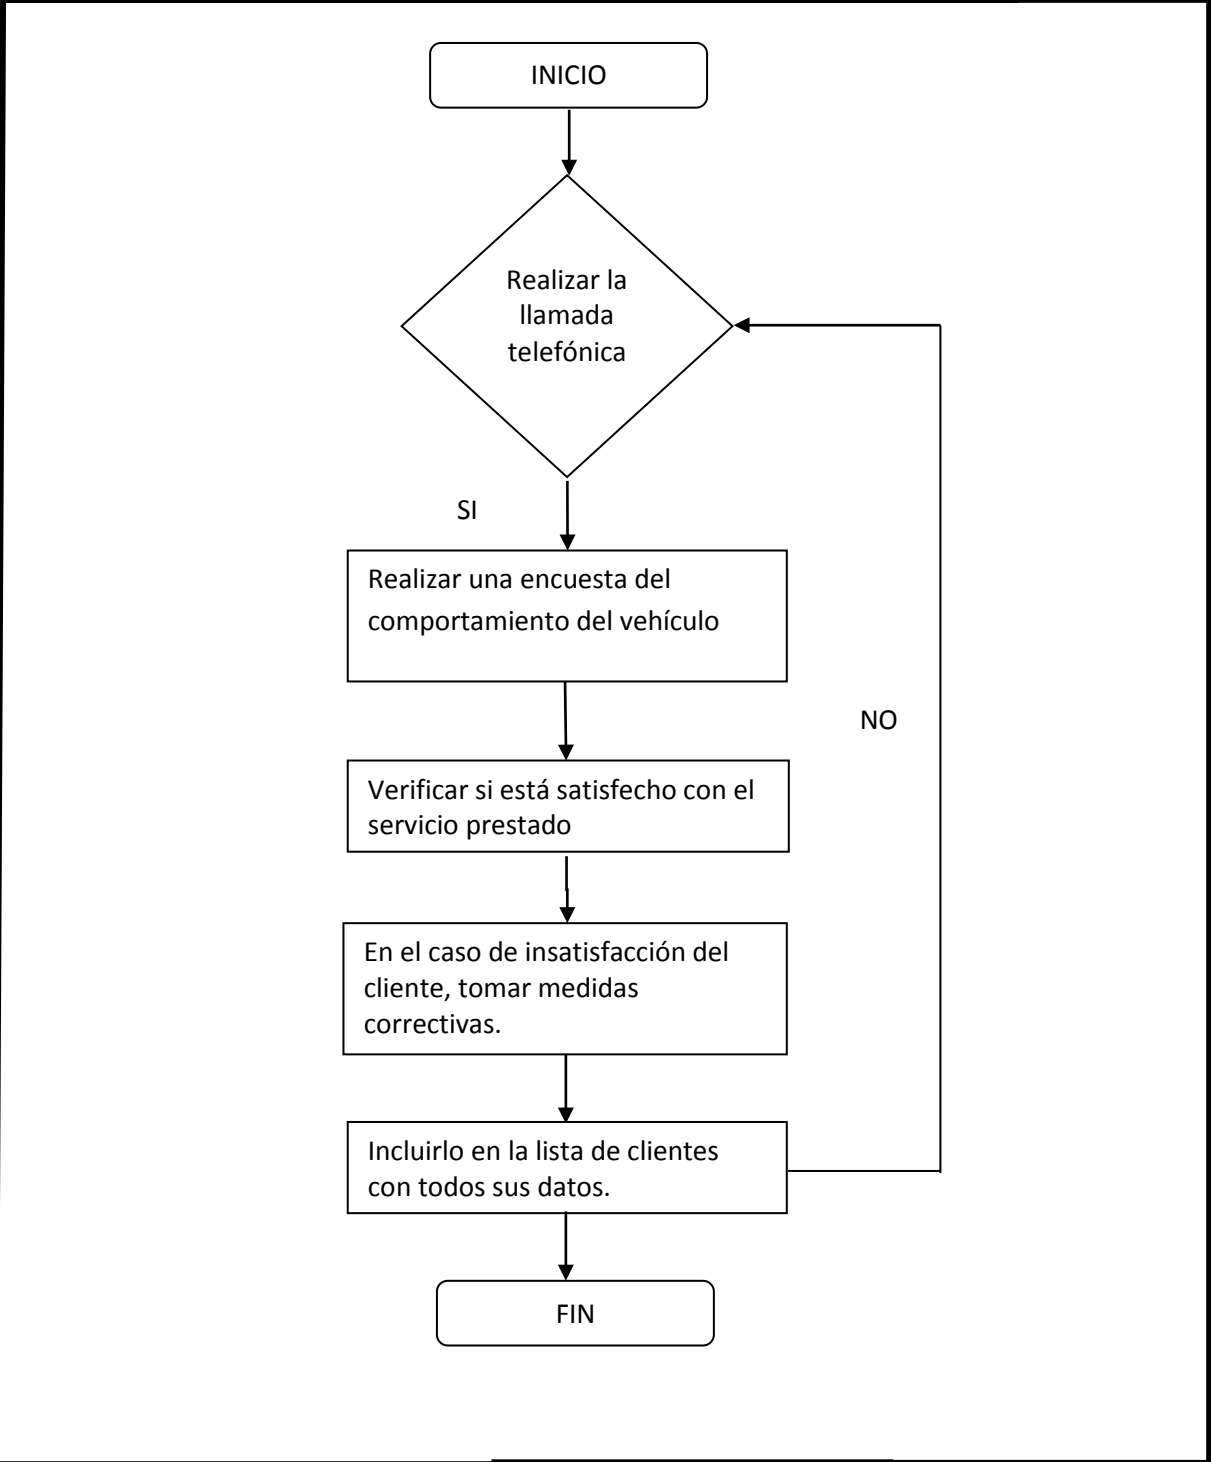 INICIO
Realizar la
llamada
telefónica
SI
Realizar una encuesta del
comportamiento del vehículo
NO
Verificar si está satisfecho con el
servicio prestado
En el caso de insatisfacción del
cliente, tomar medidas
correctivas.
Incluirlo en la lista de clientes
con todos sus datos.
FIN